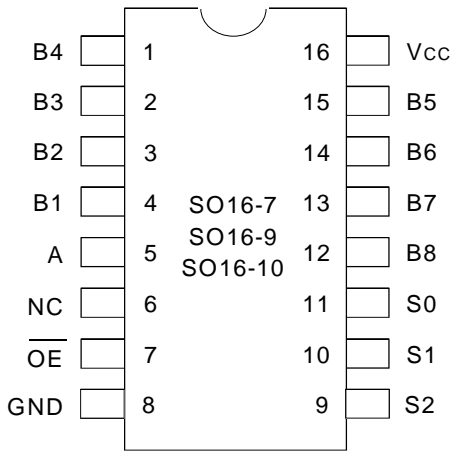 B4 1 16 Vcc
B3 2 15 B5
B2 3 14 B6
B1 4 SO16-7 13 B7
SO16-9
A 5 12 B8
SO16-10
NC 6 11 S0
OE 7 10 S1
GND 8 9 S2